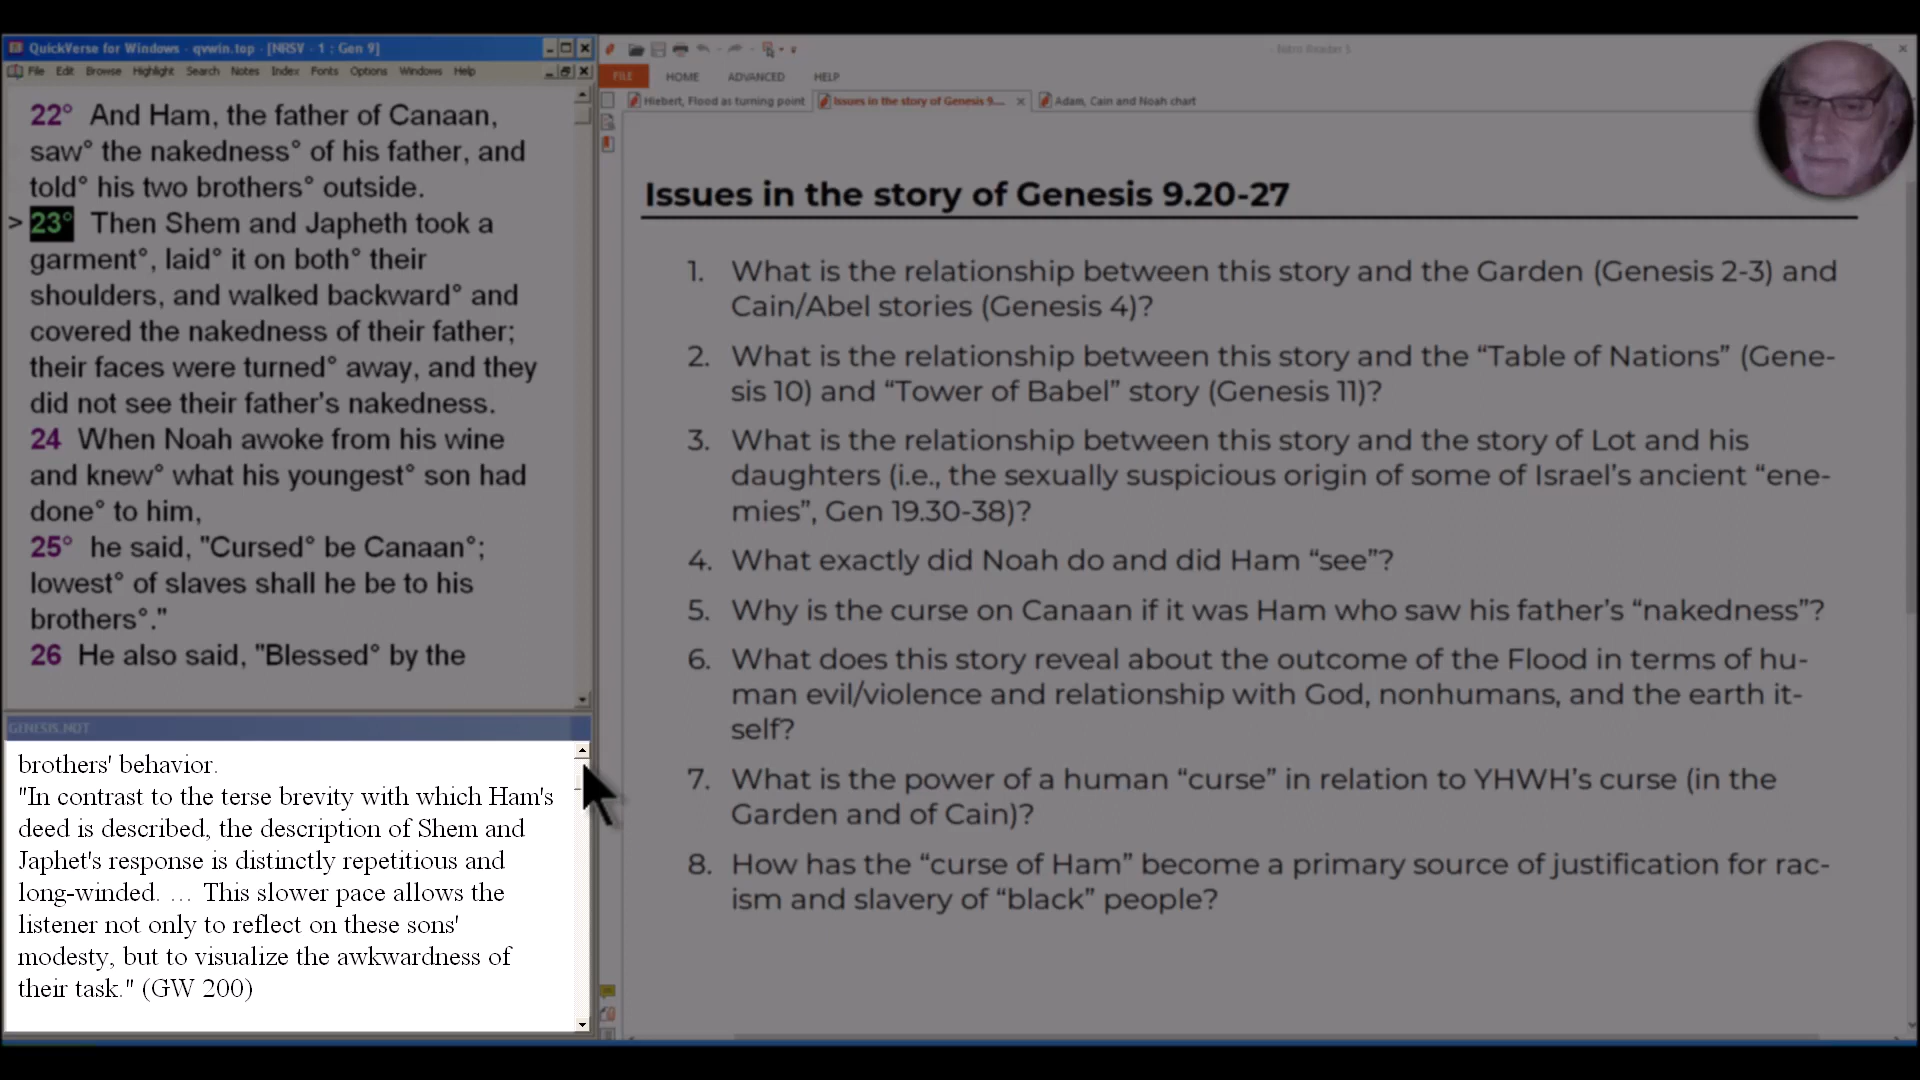 QuickVerse for Windows - qvwin.top - [NRSV - 1 : Gen 9]
File Edit Browse Highlight Search Notes Index Fonts Options Windows Help
22° And Ham, the father of Canaan,
saw° the nakedness° of his father, and
told° his two brothers° outside.
> 23° Then Shem and Japheth took a
garment°, laid° it on both° their
shoulders, and walked backward° and
covered the nakedness of their father;
their faces were turned° away, and they
did not see their father's nakedness.
24 When Noah awoke from his wine
and knew° what his youngest° son had
done° to him,
25° he said, "Cursed° be Canaan°;
lowest° of slaves shall he be to his
brothers°."
26 He also said, "Blessed° by the
GENESIS.NOT
brothers' behavior.
"In contrast to the terse brevity with which Ham's
deed is described, the description of Shem and
Japhet's response is distinctly repetitious and
long-winded. … This slower pace allows the
listener not only to reflect on these sons'
modesty, but to visualize the awkwardness of
their task." (GW 200)
- Nitro Reader 5
FILE HOME ADVANCED HELP
Hiebert, Flood as turning point Issues in the story of Genesis 9.... Adam, Cain and Noah chart
Issues in the story of Genesis 9.20-27
1. What is the relationship between this story and the Garden (Genesis 2-3) and
Cain/Abel stories (Genesis 4)?
2. What is the relationship between this story and the “Table of Nations” (Gene-
sis 10) and “Tower of Babel” story (Genesis 11)?
3. What is the relationship between this story and the story of Lot and his
daughters (i.e., the sexually suspicious origin of some of Israel’s ancient “ene-
mies”, Gen 19.30-38)?
4. What exactly did Noah do and did Ham “see”?
5. Why is the curse on Canaan if it was Ham who saw his father’s “nakedness”?
6. What does this story reveal about the outcome of the Flood in terms of hu-
man evil/violence and relationship with God, nonhumans, and the earth it-
self?
7. What is the power of a human “curse” in relation to YHWH’s curse (in the
Garden and of Cain)?
8. How has the “curse of Ham” become a primary source of justification for rac-
ism and slavery of “black” people?